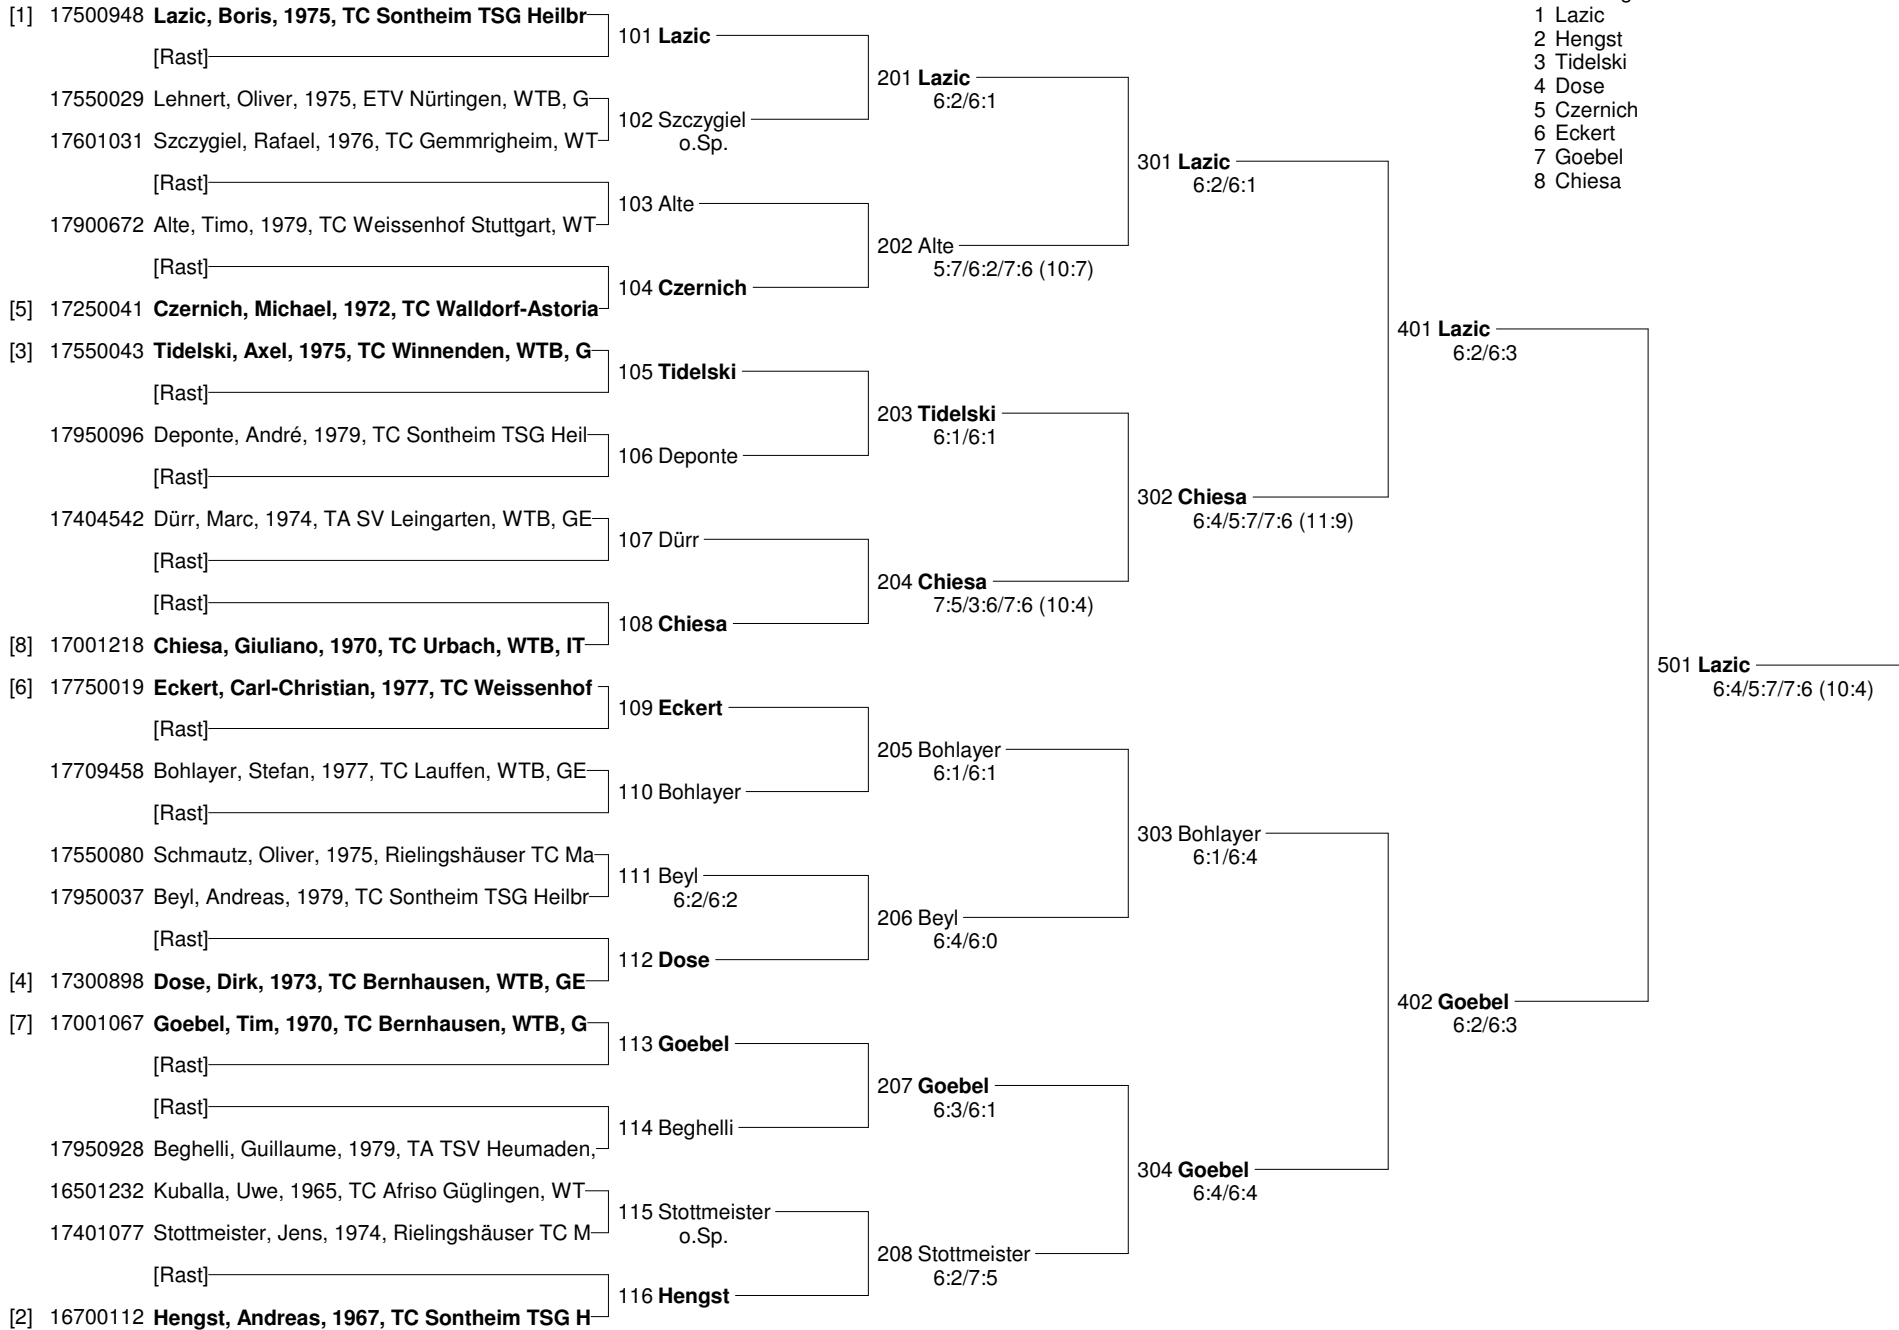 [1] 17500948 Lazic, Boris, 1975, TC Sontheim TSG Heilbr
[Rast]
17550029 Lehnert, Oliver, 1975, ETV Nürtingen, WTB, G
17601031 Szczygiel, Rafael, 1976, TC Gemmrigheim, WT
[Rast]
17900672 Alte, Timo, 1979, TC Weissenhof Stuttgart, WT
[Rast]
[5] 17250041 Czernich, Michael, 1972, TC Walldorf-Astoria
[3] 17550043 Tidelski, Axel, 1975, TC Winnenden, WTB, G
[Rast]
17950096 Deponte, André, 1979, TC Sontheim TSG Heil
[Rast]
17404542 Dürr, Marc, 1974, TA SV Leingarten, WTB, GE
[Rast]
[Rast]
[8] 17001218 Chiesa, Giuliano, 1970, TC Urbach, WTB, IT
[6] 17750019 Eckert, Carl-Christian, 1977, TC Weissenhof
[Rast]
17709458 Bohlayer, Stefan, 1977, TC Lauffen, WTB, GE
[Rast]
17550080 Schmautz, Oliver, 1975, Rielingshäuser TC Ma
17950037 Beyl, Andreas, 1979, TC Sontheim TSG Heilbr
[Rast]
[4] 17300898 Dose, Dirk, 1973, TC Bernhausen, WTB, GE
[7] 17001067 Goebel, Tim, 1970, TC Bernhausen, WTB, G
[Rast]
[Rast]
17950928 Beghelli, Guillaume, 1979, TA TSV Heumaden,
16501232 Kuballa, Uwe, 1965, TC Afriso Güglingen, WT
17401077 Stottmeister, Jens, 1974, Rielingshäuser TC M
[Rast]
[2] 16700112 Hengst, Andreas, 1967, TC Sontheim TSG H
101 Lazic
102 Szczygiel
o.Sp.
103 Alte
104 Czernich
105 Tidelski
106 Deponte
107 Dürr
108 Chiesa
109 Eckert
110 Bohlayer
111 Beyl
6:2/6:2
112 Dose
113 Goebel
114 Beghelli
115 Stottmeister
o.Sp.
116 Hengst
201 Lazic
6:2/6:1
202 Alte
5:7/6:2/7:6 (10:7)
203 Tidelski
6:1/6:1
204 Chiesa
7:5/3:6/7:6 (10:4)
205 Bohlayer
6:1/6:1
206 Beyl
6:4/6:0
207 Goebel
6:3/6:1
208 Stottmeister
6:2/7:5
301 Lazic
6:2/6:1
302 Chiesa
6:4/5:7/7:6 (11:9)
303 Bohlayer
6:1/6:4
304 Goebel
6:4/6:4
401 Lazic
6:2/6:3
402 Goebel
6:2/6:3
501 Lazic
6:4/5:7/7:6 (10:4)
1 Lazic
2 Hengst
3 Tidelski
4 Dose
5 Czernich
6 Eckert
7 Goebel
8 Chiesa